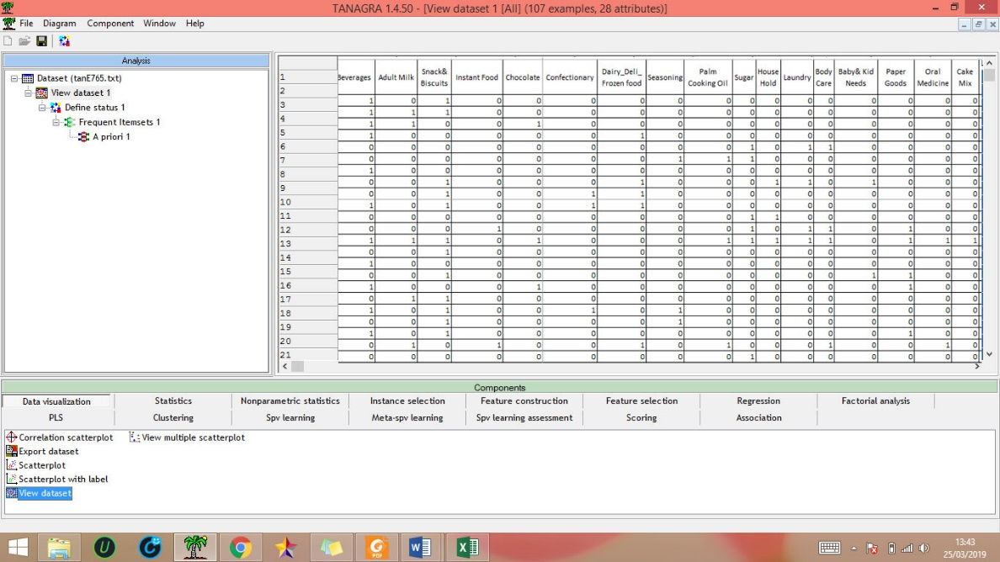 TANAGRA 1.4.50 - [View dataset 1 [All] (107 examples, 28 attributes)]
File Diagram Component Window Help
Analysis
Dataset (tanE765.txt)
View dataset 1
Define status 1
Frequent Itemsets 1
A priori 1
1
2
3
4
5
6
7
8
9
10
11
12
13
14
15
16
17
18
19
20
21
Beverages Adult Milk Snack& Biscuits Instant Food Chocolate Confectionary Dairy_Deli_ Frozen food Seasoning Palm Cooking Oil Sugar House Hold Laundry Body Care Baby& Kid Needs Paper Goods Oral Medicine Cake Mix
1 0 1 0 0 0 0 0 0 0 0 0 0 0 0 0 0
1 1 1 0 0 0 0 0 0 0 0 0 0 0 0 0 0
1 1 0 0 1 0 0 0 0 0 0 0 0 0 0 0 0
1 0 0 0 0 0 1 0 0 0 0 0 0 0 0 0 0
0 0 0 0 0 0 0 0 0 1 0 1 1 0 0 0 0
0 0 0 0 0 0 0 1 1 1 0 0 0 0 0 0 0
1 0 0 0 0 0 0 0 0 0 0 0 0 0 0 0 0
0 0 1 0 0 0 1 0 0 0 1 1 0 1 0 0 0
0 0 1 0 0 1 1 0 0 0 0 0 0 0 0 0 0
1 0 1 0 0 1 1 0 0 0 0 0 0 0 0 0 0
0 0 0 0 0 0 0 0 0 1 1 0 0 0 0 0 0
0 0 0 1 0 0 0 0 0 1 0 1 1 0 1 0 0
1 1 1 0 1 0 0 0 1 1 1 1 1 0 1 1 1
0 0 1 0 0 0 0 0 0 0 0 0 0 0 0 0 0
1 0 0 0 0 0 0 0 0 0 0 0 0 0 0 0 0
0 0 1 0 0 0 0 0 0 0 0 0 0 1 1 0 0
1 0 0 0 1 0 0 0 0 0 0 0 0 0 1 0 0
0 1 1 0 0 0 0 0 0 0 0 0 0 0 0 0 0
1 0 1 0 0 1 0 1 0 0 0 0 0 0 0 0 0
0 0 1 0 0 0 0 1 0 0 0 0 0 0 0 0 0
1 0 1 0 0 0 0 0 0 0 0 0 0 0 1 0 0
0 1 0 1 0 0 1 0 1 0 0 0 1 0 0 1 0
0 0 0 0 0 0 0 0 0 1 0 0 0 0 0 0 0
Components
Data visualization Statistics Nonparametric statistics Instance selection Feature construction Feature selection Regression Factorial analysis
PLS Clustering Spv learning Meta-spv learning Spv learning assessment Scoring Association
Correlation scatterplot View multiple scatterplot
Export dataset
Scatterplot
Scatterplot with label
View dataset
PDF
13:43
25/03/2019